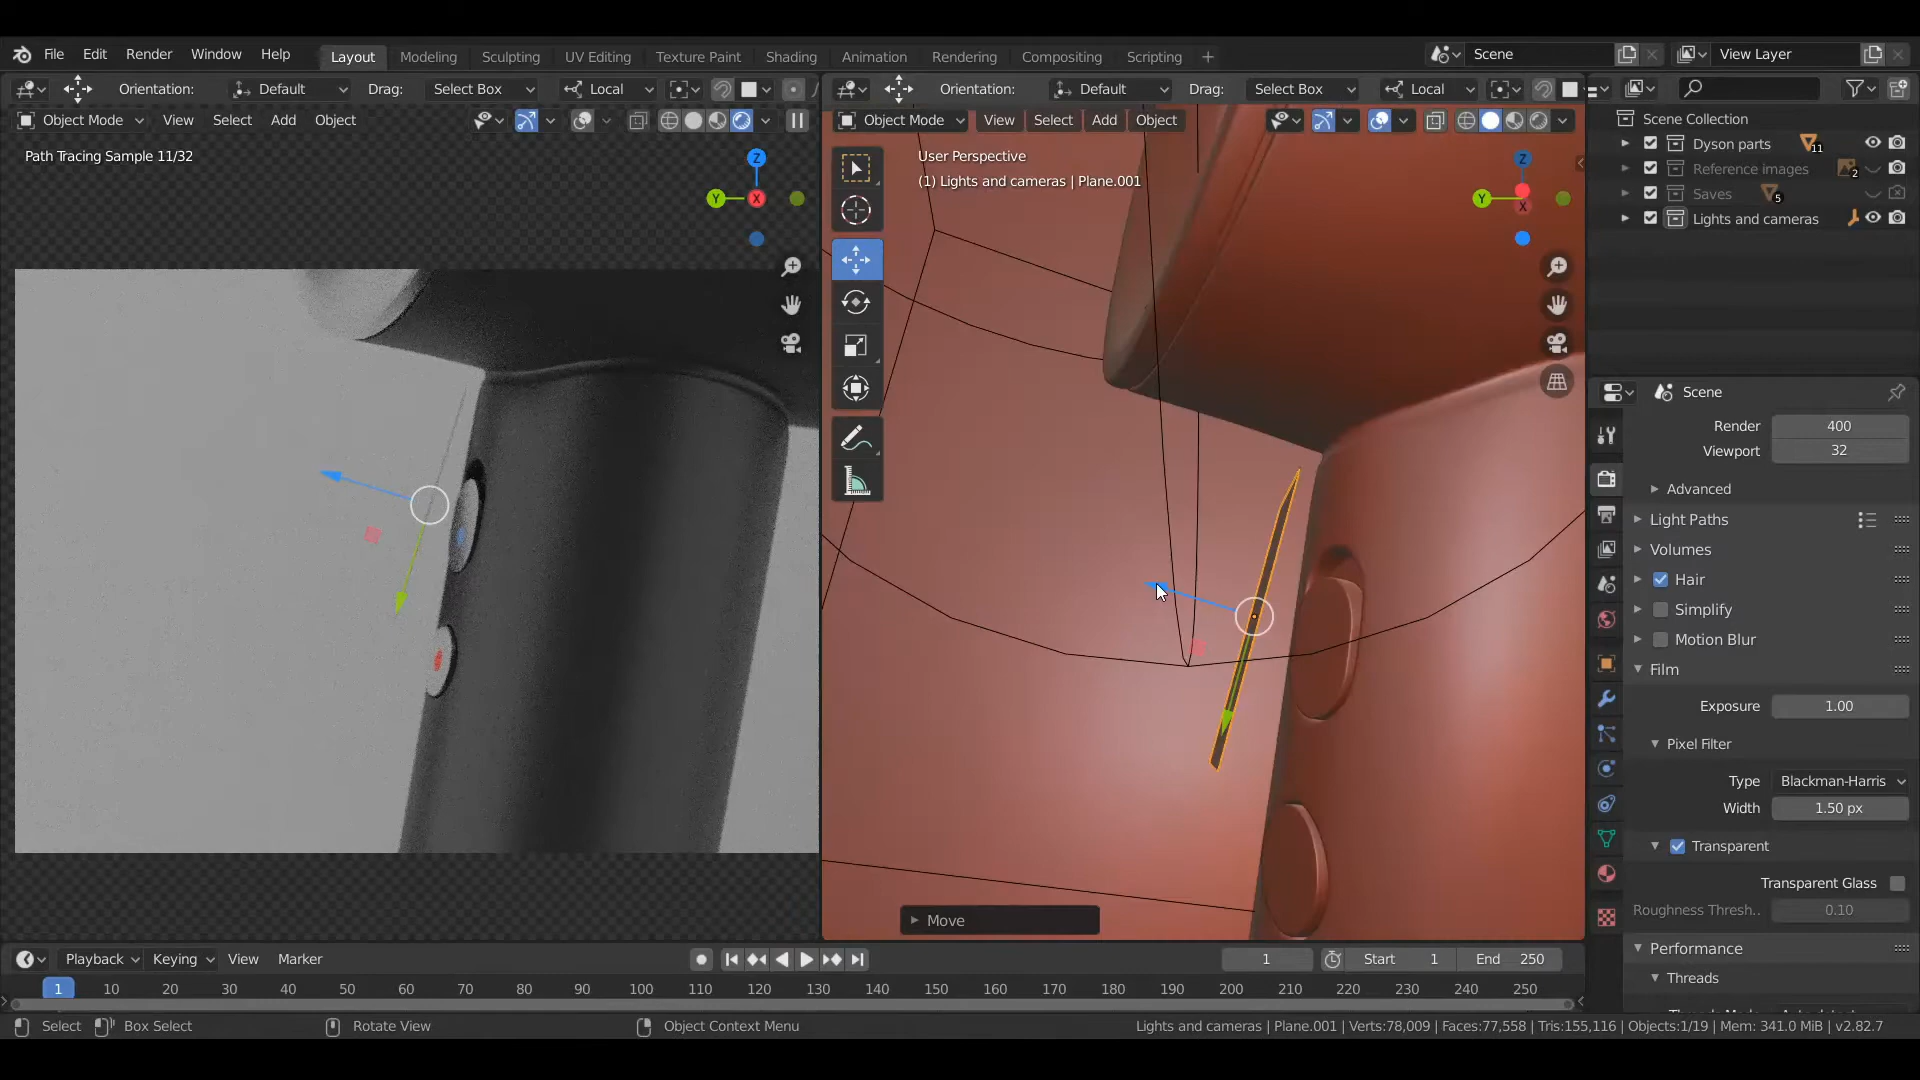 File Edit Render Window Help Layout Modeling Sculpting UV Editing Texture Paint Shading Animation Rendering Compositing Scripting + Scene View Layer
Orientation: Default Drag: Select Box Local
Orientation: Default Drag: Select Box Local
Object Mode View Select Add Object
Object Mode View Select Add Object
Path Tracing Sample 11/32
Z
Y
X
User Perspective
(1) Lights and cameras | Plane.001
Z
Y
X
Move
Scene Collection
Dyson parts 11
Reference images 2
Saves 5
Lights and cameras
Scene
Render 400
Viewport 32
Advanced
Light Paths
Volumes
Hair
Simplify
Motion Blur
Film
Exposure 1.00
Pixel Filter
Type Blackman-Harris
Width 1.50 px
Transparent
Transparent Glass
Roughness Thresh.. 0.10
Performance
Threads
Playback Keying View Marker 1 Start 1 End 250
1 10 20 30 40 50 60 70 80 90 100 110 120 130 140 150 160 170 180 190 200 210 220 230 240 250
Select Box Select Rotate View Object Context Menu Lights and cameras | Plane.001 | Verts:78,009 | Faces:77,558 | Tris:155,116 | Objects:1/19 | Mem: 341.0 MiB | v2.82.7